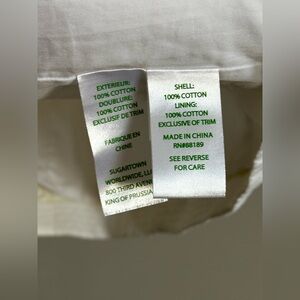 EXTERIEUR:
100% COTTON
DOUBLURE:
100% COTTON
EXCLUSIF DE TRIM
FABRIQUE EN
CHINE
SUGARTOWN
WORLDWIDE, LLC
800 THIRD AVENU
KING OF PRUSSIA
SHELL:
100% COTTON
LINING:
100% COTTON
EXCLUSIVE OF TRIM
MADE IN CHINA
RN#88189
SEE REVERSE
FOR CARE